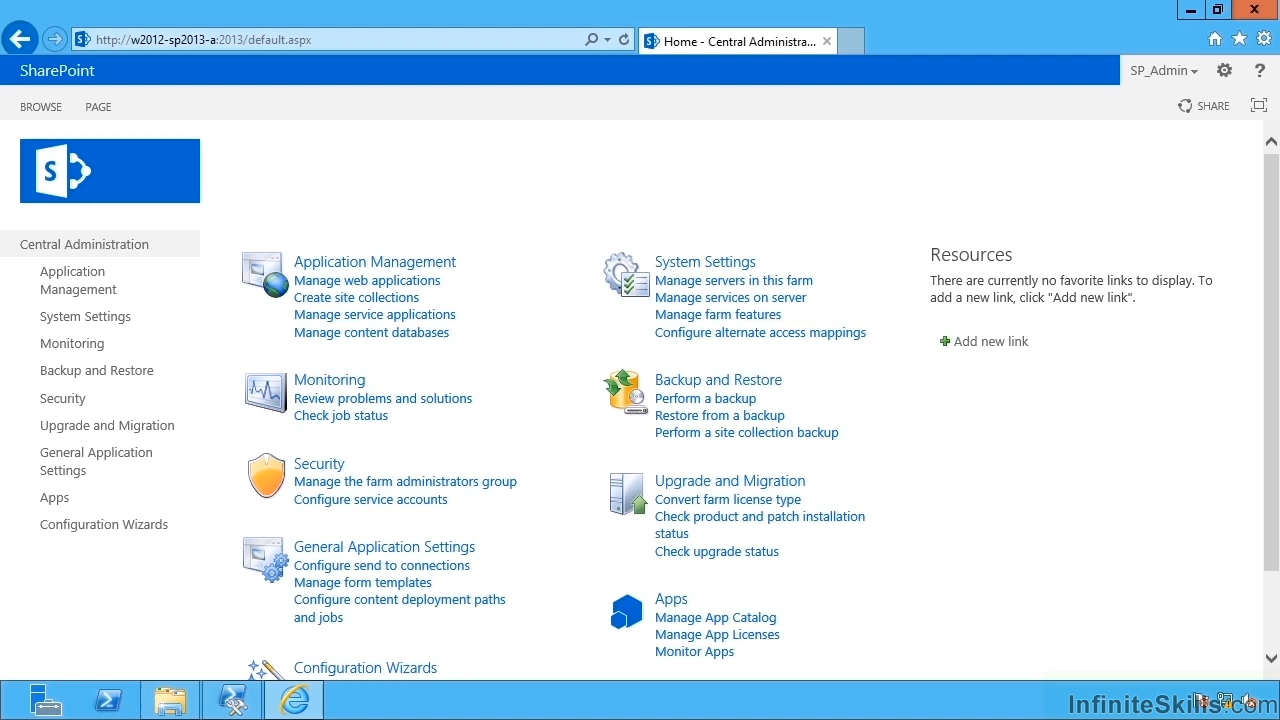 http://w2012-sp2013-a:2013/default.aspx
Home - Central Administra...
SharePoint
SP_Admin
?
BROWSE
PAGE
SHARE
S
Central Administration
Application
Management
System Settings
Monitoring
Backup and Restore
Security
Upgrade and Migration
General Application
Settings
Apps
Configuration Wizards
Application Management
Manage web applications
Create site collections
Manage service applications
Manage content databases
Monitoring
Review problems and solutions
Check job status
Security
Manage the farm administrators group
Configure service accounts
General Application Settings
Configure send to connections
Manage form templates
Configure content deployment paths
and jobs
Configuration Wizards
System Settings
Manage servers in this farm
Manage services on server
Manage farm features
Configure alternate access mappings
Backup and Restore
Perform a backup
Restore from a backup
Perform a site collection backup
Upgrade and Migration
Convert farm license type
Check product and patch installation
status
Check upgrade status
Apps
Manage App Catalog
Manage App Licenses
Monitor Apps
Resources
There are currently no favorite links to display. To
add a new link, click "Add new link".
Add new link
InfiniteSkills.com